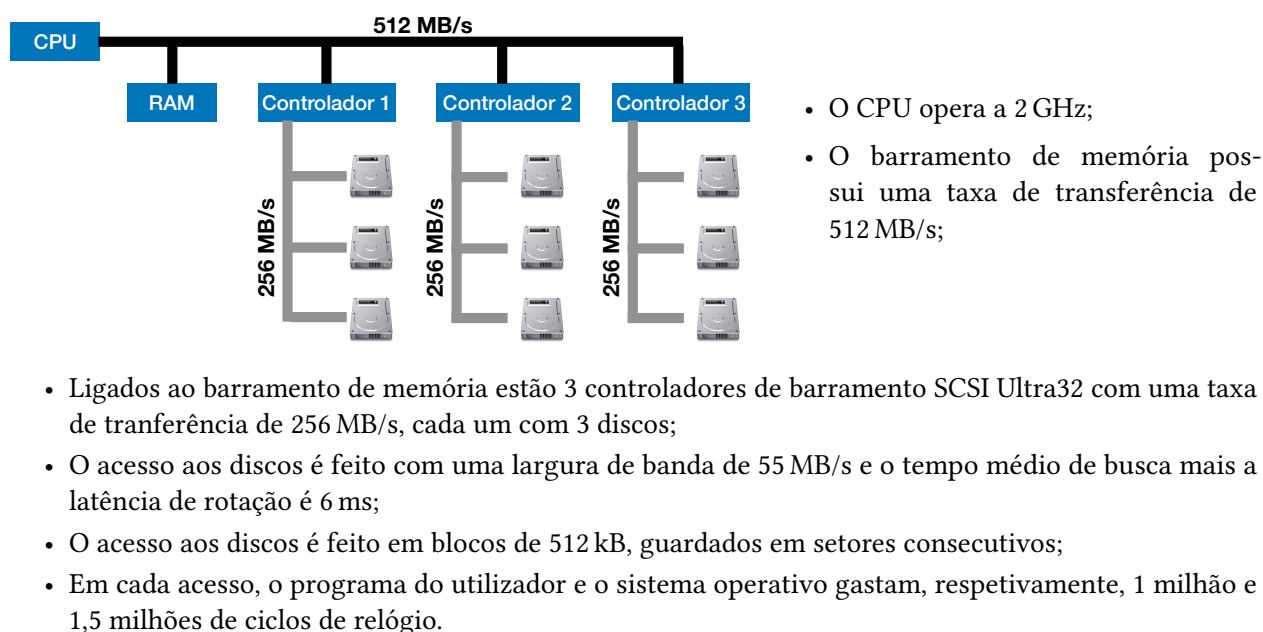 512 MB/s
CPU
RAM
Controlador 1
Controlador 2
Controlador 3
256 MB/s
256 MB/s
256 MB/s
• O CPU opera a 2 GHz;
• O barramento de memória pos-
sui uma taxa de transferência de
512 MB/s;
• Ligados ao barramento de memória estão 3 controladores de barramento SCSI Ultra32 com uma taxa
de tranferência de 256 MB/s, cada um com 3 discos;
• O acesso aos discos é feito com uma largura de banda de 55 MB/s e o tempo médio de busca mais a
latência de rotação é 6 ms;
• O acesso aos discos é feito em blocos de 512 kB, guardados em setores consecutivos;
• Em cada acesso, o programa do utilizador e o sistema operativo gastam, respetivamente, 1 milhão e
1,5 milhões de ciclos de relógio.